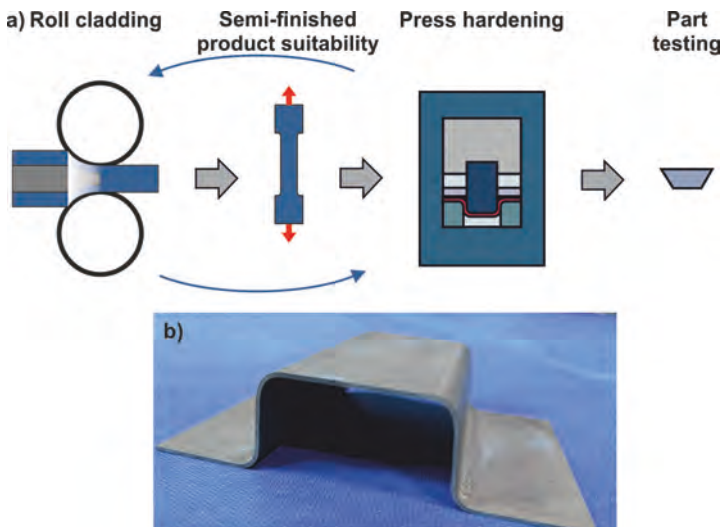 a) Roll cladding
Semi-finished
product suitability
Press hardening
Part
testing
b)